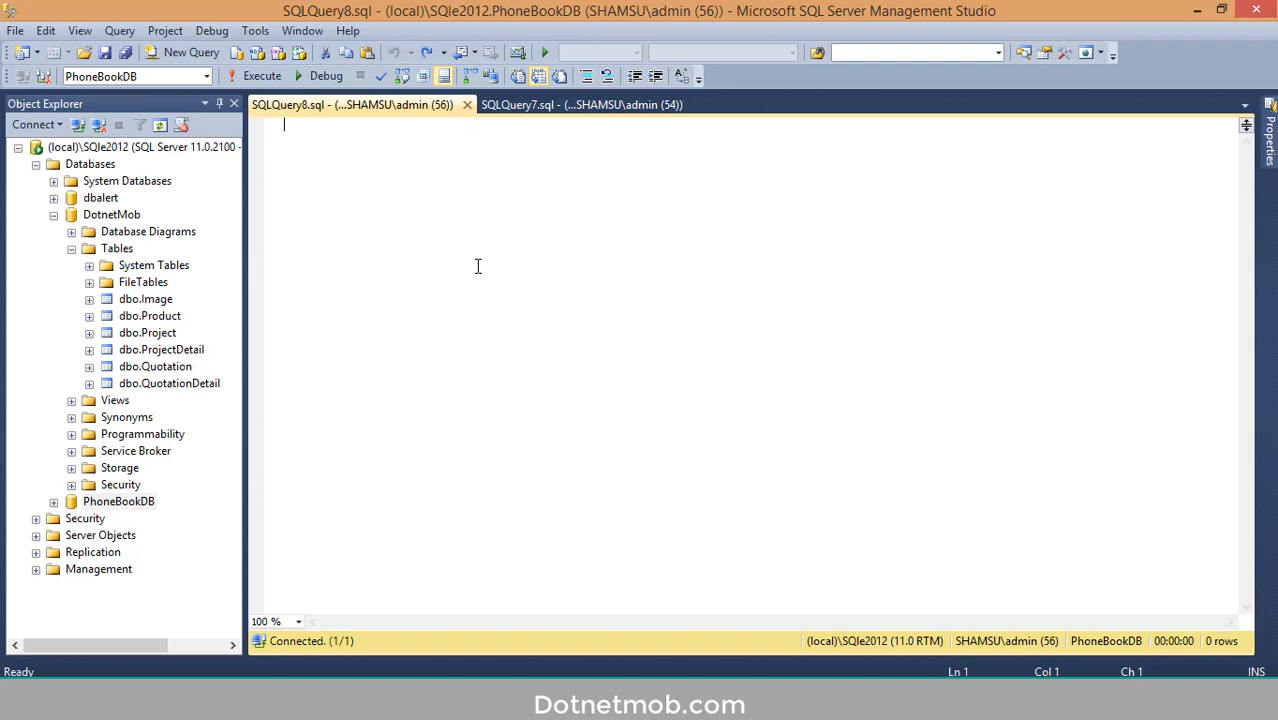 SQLQuery8.sql - (local)\SQle2012.PhoneBookDB (SHAMSU\admin (56)) - Microsoft SQL Server Management Studio
File Edit View Query Project Debug Tools Window Help
New Query
PhoneBookDB Execute Debug
Object Explorer
SQLQuery8.sql - (...SHAMSU\admin (56)) SQLQuery7.sql - (...SHAMSU\admin (54))
Connect
Properties
(local)\SQle2012 (SQL Server 11.0.2100 -
Databases
System Databases
dbalert
DotnetMob
Database Diagrams
Tables
System Tables
FileTables
dbo.Image
dbo.Product
dbo.Project
dbo.ProjectDetail
dbo.Quotation
dbo.QuotationDetail
Views
Synonyms
Programmability
Service Broker
Storage
Security
PhoneBookDB
Security
Server Objects
Replication
Management
100 %
Connected. (1/1) (local)\SQle2012 (11.0 RTM) SHAMSU\admin (56) PhoneBookDB 00:00:00 0 rows
Ready Ln 1 Col 1 Ch 1 INS
Dotnetmob.com